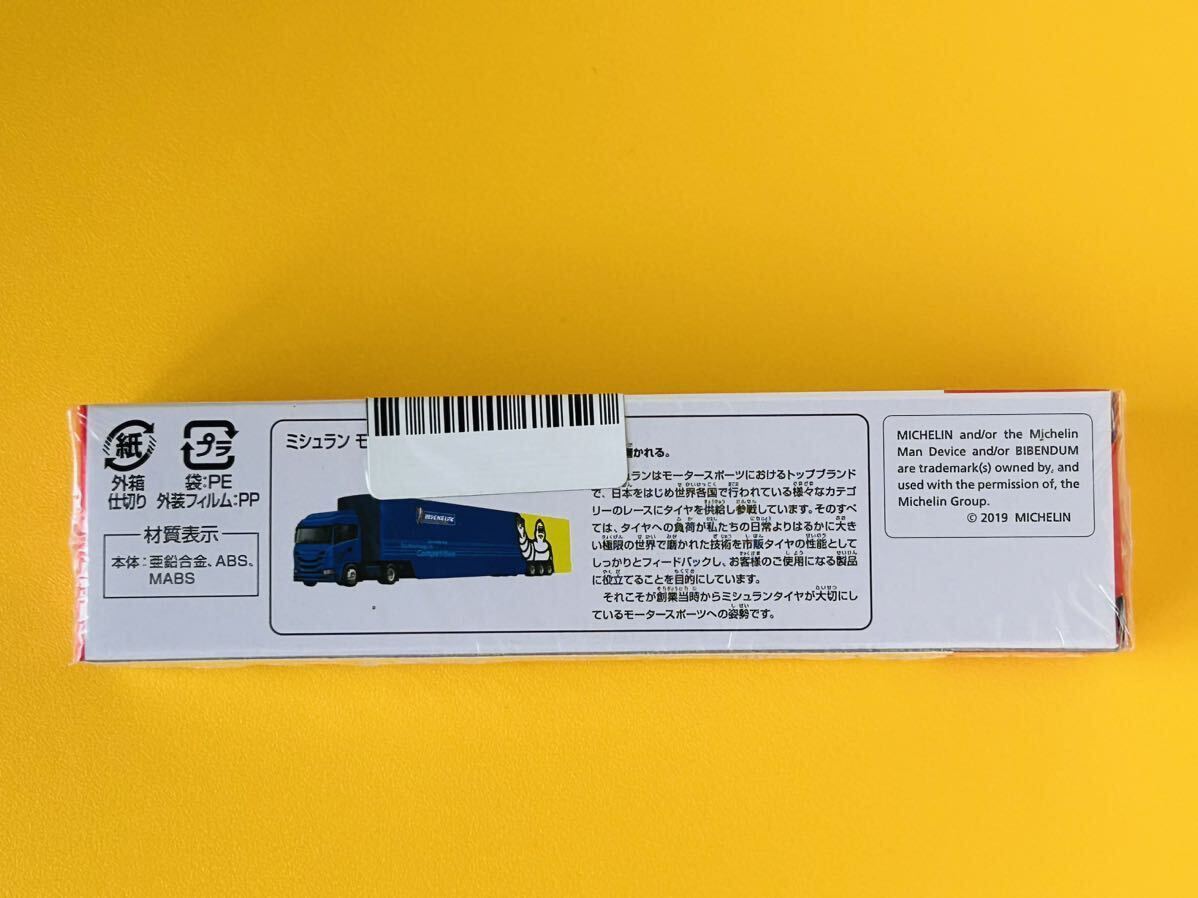 紙
プラ
外箱
仕切り
袋:PE
外装フィルム:PP
材質表示
本体:亜鉛合金、ABS、
MABS
ミシュラン モ
MICHELIN
Competition
かれる。
ュランはモータースポーツにおけるトップブランド
で、日本をはじめ世界各国で行われている様々なカテゴ
リーのレースにタイヤを供給し参戦しています。そのすべ
ては、タイヤへの負荷が私たちの日常よりはるかに大き
い極限の世界で磨かれた技術を市販タイヤの性能として
しっかりとフィードバックし、お客様のご使用になる製品
に役立てることを目的にしています。
それこそが創業当時からミシュランタイヤが大切にし
ているモータースポーツへの姿勢です。
MICHELIN and/or the Michelin
Man Device and/or BIBENDUM
are trademark(s) owned by, and
used with the permission of, the
Michelin Group.
© 2019 MICHELIN